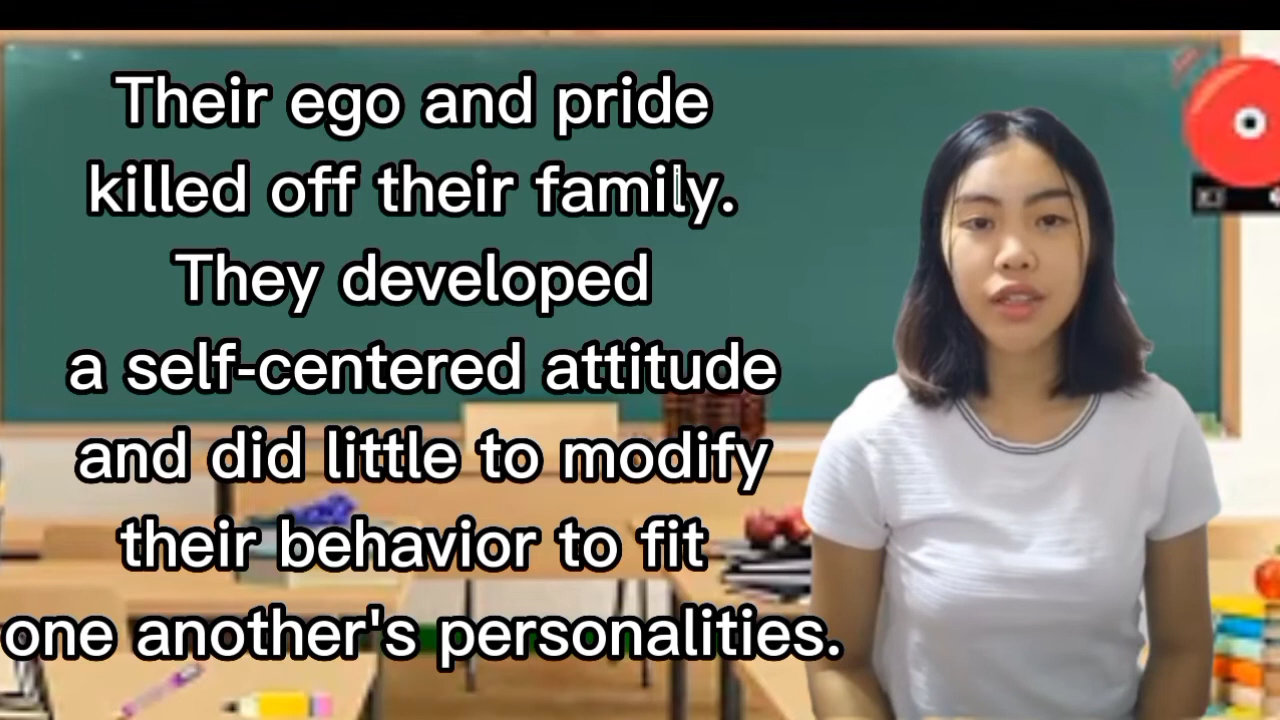 Their ego and pride
killed off their family.
They developed
a self-centered attitude
and did little to modify
their behavior to fit
one another's personalities.